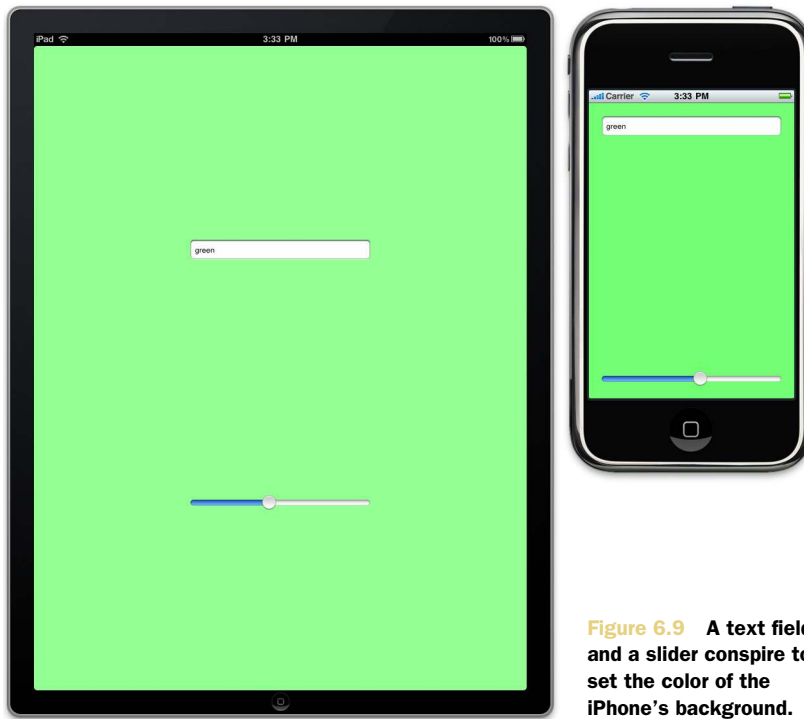 iPad 3:33 PM 100%
green
Carrier 3:33 PM
green
Figure 6.9 A text field
and a slider conspire to
set the color of the
iPhone's background.